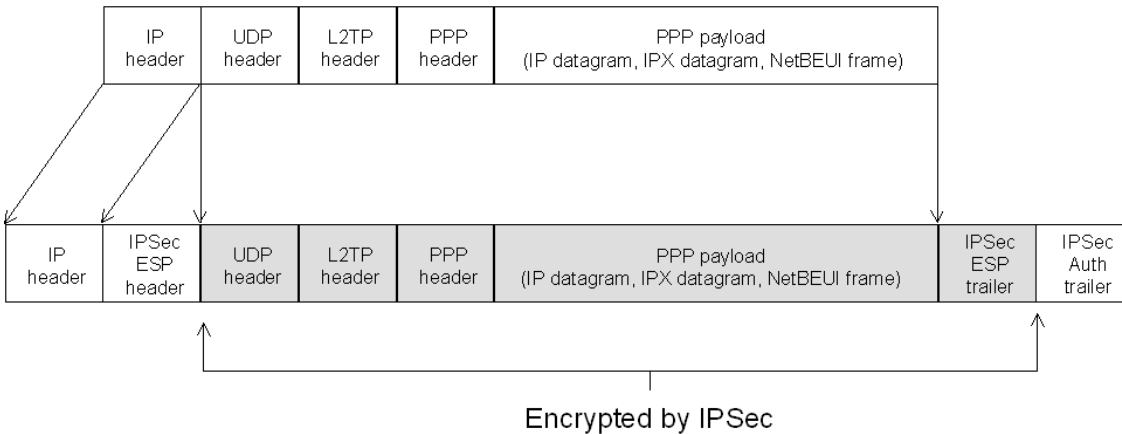 IP
header
UDP
header
L2TP
header
PPP
header
PPP payload
(IP datagram, IPX datagram, NetBEUI frame)
IP
header
IPSec
ESP
header
UDP
header
L2TP
header
PPP
header
PPP payload
(IP datagram, IPX datagram, NetBEUI frame)
IPSec
ESP
trailer
IPSec
Auth
trailer
Encrypted by IPSec